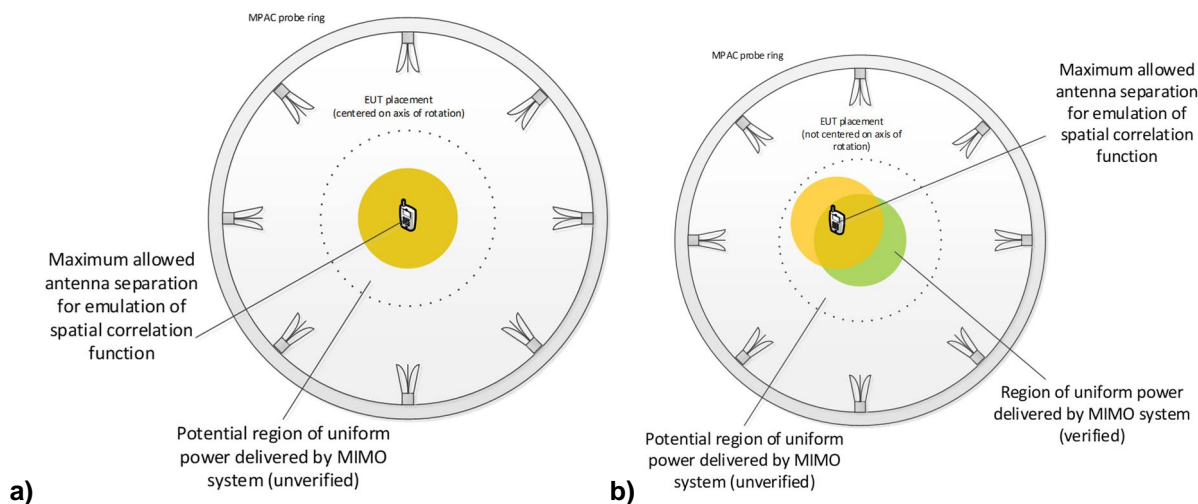 MPAC probe ring
EUT placement
(centered on axis of rotation)
Maximum allowed
antenna separation
for emulation of
spatial correlation
function
Potential region of uniform
power delivered by MIMO
system (unverified)
a)
MPAC probe ring
EUT placement
(not centered on axis of
rotation)
Maximum allowed
antenna separation
for emulation of
spatial correlation
function
Region of uniform power
delivered by MIMO system
(verified)
Potential region of uniform
power delivered by MIMO
system (unverified)
b)